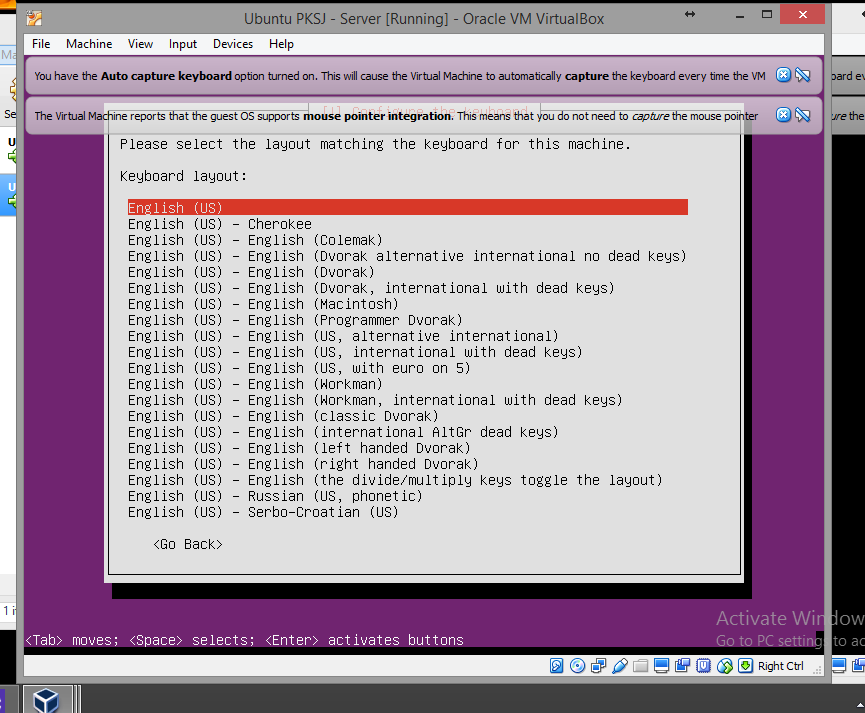 Ubuntu PKSJ - Server [Running] - Oracle VM VirtualBox
File Machine View Input Devices Help
You have the Auto capture keyboard option turned on. This will cause the Virtual Machine to automatically capture the keyboard every time the VM
The Virtual Machine reports that the guest OS supports mouse pointer integration. This means that you do not need to capture the mouse pointer
[!] Configure the keyboard
Please select the layout matching the keyboard for this machine.
Keyboard layout:
English (US)
English (US) - Cherokee
English (US) - English (Colemak)
English (US) - English (Dvorak alternative international no dead keys)
English (US) - English (Dvorak)
English (US) - English (Dvorak, international with dead keys)
English (US) - English (Macintosh)
English (US) - English (Programmer Dvorak)
English (US) - English (US, alternative international)
English (US) - English (US, international with dead keys)
English (US) - English (US, with euro on 5)
English (US) - English (Workman)
English (US) - English (Workman, international with dead keys)
English (US) - English (classic Dvorak)
English (US) - English (international AltGr dead keys)
English (US) - English (left handed Dvorak)
English (US) - English (right handed Dvorak)
English (US) - English (the divide/multiply keys toggle the layout)
English (US) - Russian (US, phonetic)
English (US) - Serbo-Croatian (US)
<Go Back>
<Tab> moves; <Space> selects; <Enter> activates buttons
Activate Window
Go to PC settings to ac
Right Ctrl